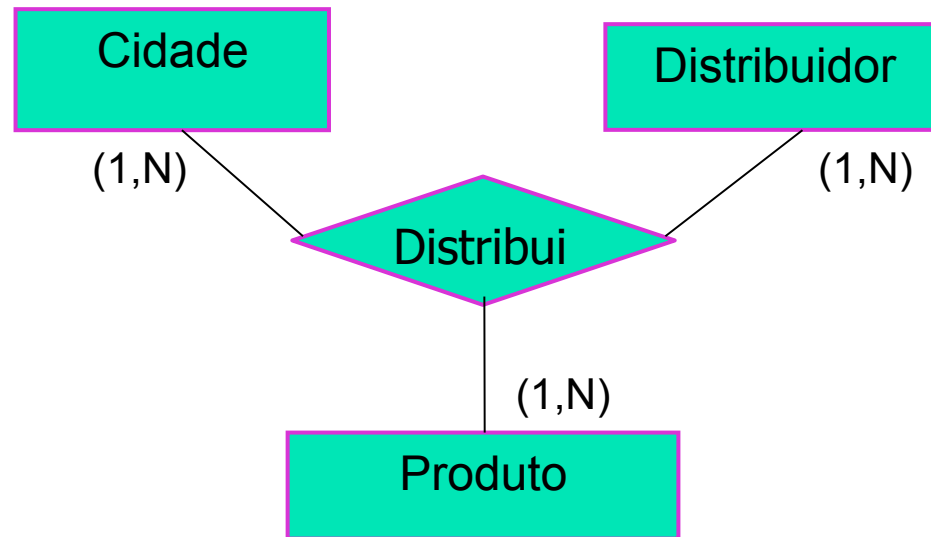 Cidade
Distribuidor
(1,N)
(1,N)
Distribui
(1,N)
Produto